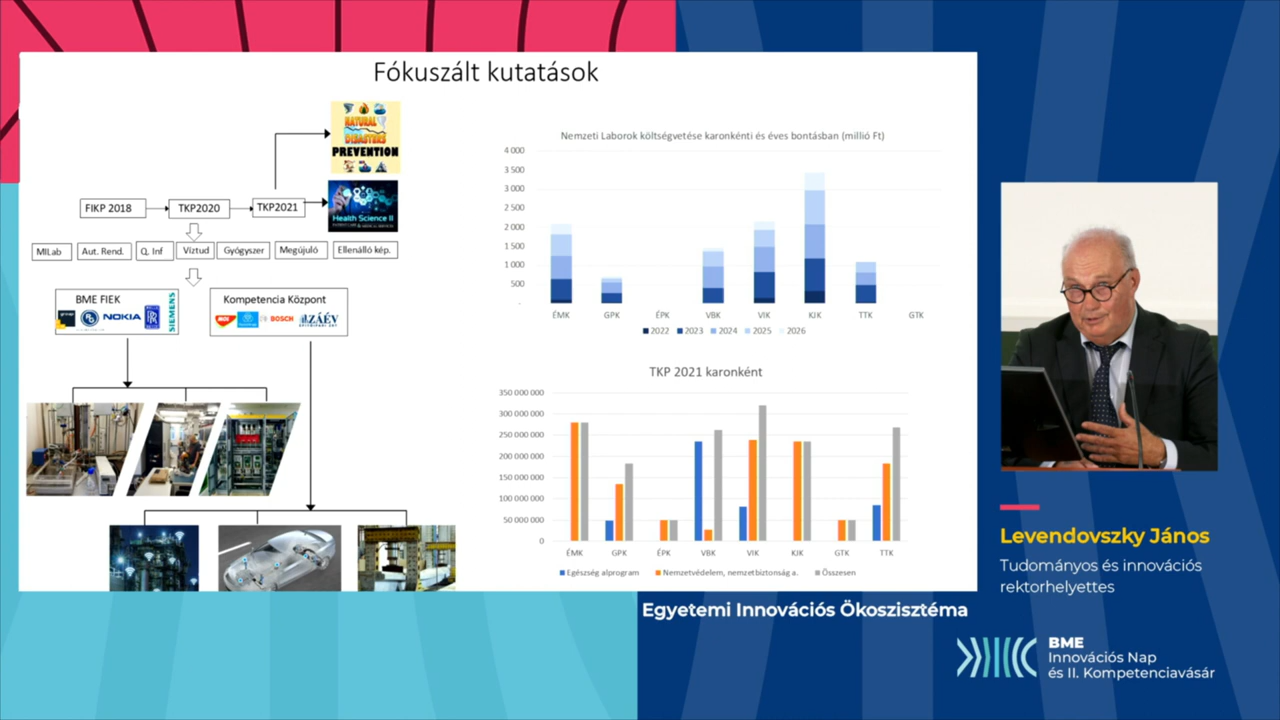 Fókuszált kutatások
NATURAL
DISASTERS
PREVENTION
FIKP 2018
TKP2020
TKP2021
Health Science II
MILab
Aut. Rend.
Q. Inf
Víztud
Gyógyszer
Megújuló
Ellenálló kép.
BME FIEK
group
NOKIA
SIEMENS
Kompetencia Központ
MOL
BOSCH
ZÁÉV
Nemzeti Laborok költségvetése karonkénti és éves bontásban (millió Ft)
4 000
3 500
3 000
2 500
2 000
1 500
1 000
500
-
ÉMK GPK ÉPK VBK VIK KJK TTK GTK
2022 2023 2024 2025 2026
TKP 2021 karonként
350 000 000
300 000 000
250 000 000
200 000 000
150 000 000
100 000 000
50 000 000
0
ÉMK GPK ÉPK VBK VIK KJK GTK TTK
Egészség alprogram Nemzetvédelem, nemzetbiztonság a. Összesen
Levendovszky János
Tudományos és innovációs
rektorhelyettes
Egyetemi Innovációs Ökoszisztéma
BME
Innovációs Nap
és II. Kompetenciavásár